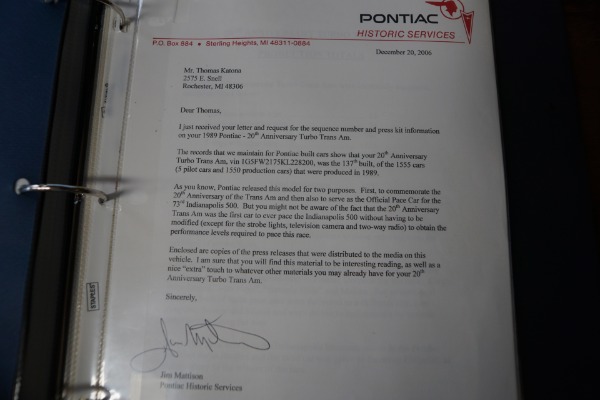 PONTIAC
HISTORIC SERVICES
P.O. Box 884 • Sterling Heights, MI 48311-0884
December 20, 2006
Mr. Thomas Katona
2575 E. Snell
Rochester, MI 48306
Dear Thomas,
I just received your letter and request for the sequence number and press kit information
on your 1989 Pontiac - 20th Anniversary Turbo Trans Am.
The records that we maintain for Pontiac built cars show that your 20th Anniversary
Turbo Trans Am, vin 1G5FW2175KL228200, was the 137th built, of the 1555 cars
(5 pilot cars and 1550 production cars) that were produced in 1989.
As you know, Pontiac released this model for two purposes. First, to commemorate the
20th Anniversary of the Trans Am and then also to serve as the Official Pace Car for the
73rd Indianapolis 500. But you might not be aware of the fact that the 20th Anniversary
Trans Am was the first car to ever pace the Indianapolis 500 without having to be
modified (except for the strobe lights, television camera and two-way radio) to obtain the
performance levels required to pace this race.
Enclosed are copies of the press releases that were distributed to the media on this
vehicle. I am sure that you will find this material to be interesting reading, as well as a
nice "extra" touch to whatever other materials you may already have for your 20th
Anniversary Turbo Trans Am.
Sincerely,
Jim Mattison
Pontiac Historic Services
STAPLES